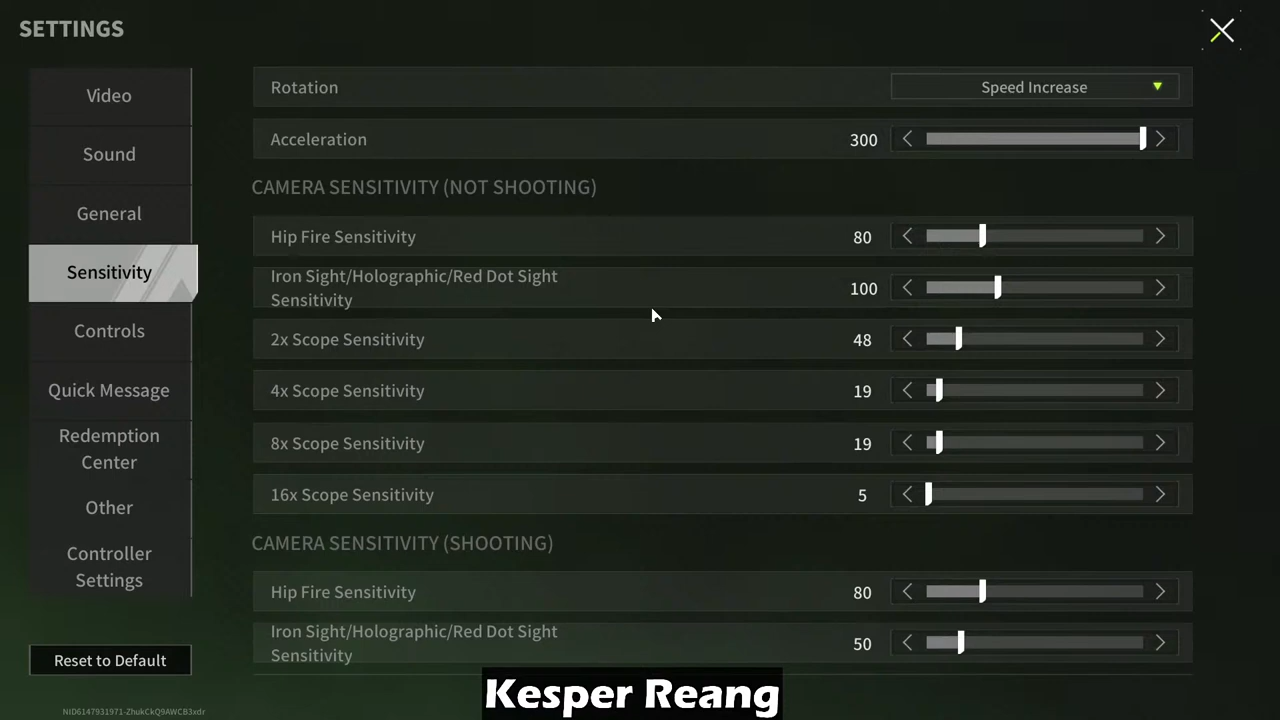 SETTINGS
Video
Sound
General
Sensitivity
Controls
Quick Message
Redemption
Center
Other
Controller
Settings
Reset to Default
Rotation
Speed Increase
Acceleration 300
CAMERA SENSITIVITY (NOT SHOOTING)
Hip Fire Sensitivity 80
Iron Sight/Holographic/Red Dot Sight
Sensitivity 100
2x Scope Sensitivity 48
4x Scope Sensitivity 19
8x Scope Sensitivity 19
16x Scope Sensitivity 5
CAMERA SENSITIVITY (SHOOTING)
Hip Fire Sensitivity 80
Iron Sight/Holographic/Red Dot Sight
Sensitivity 50
Kesper Reang
NID6147931971-ZhukCkQ9AWCB3xdr